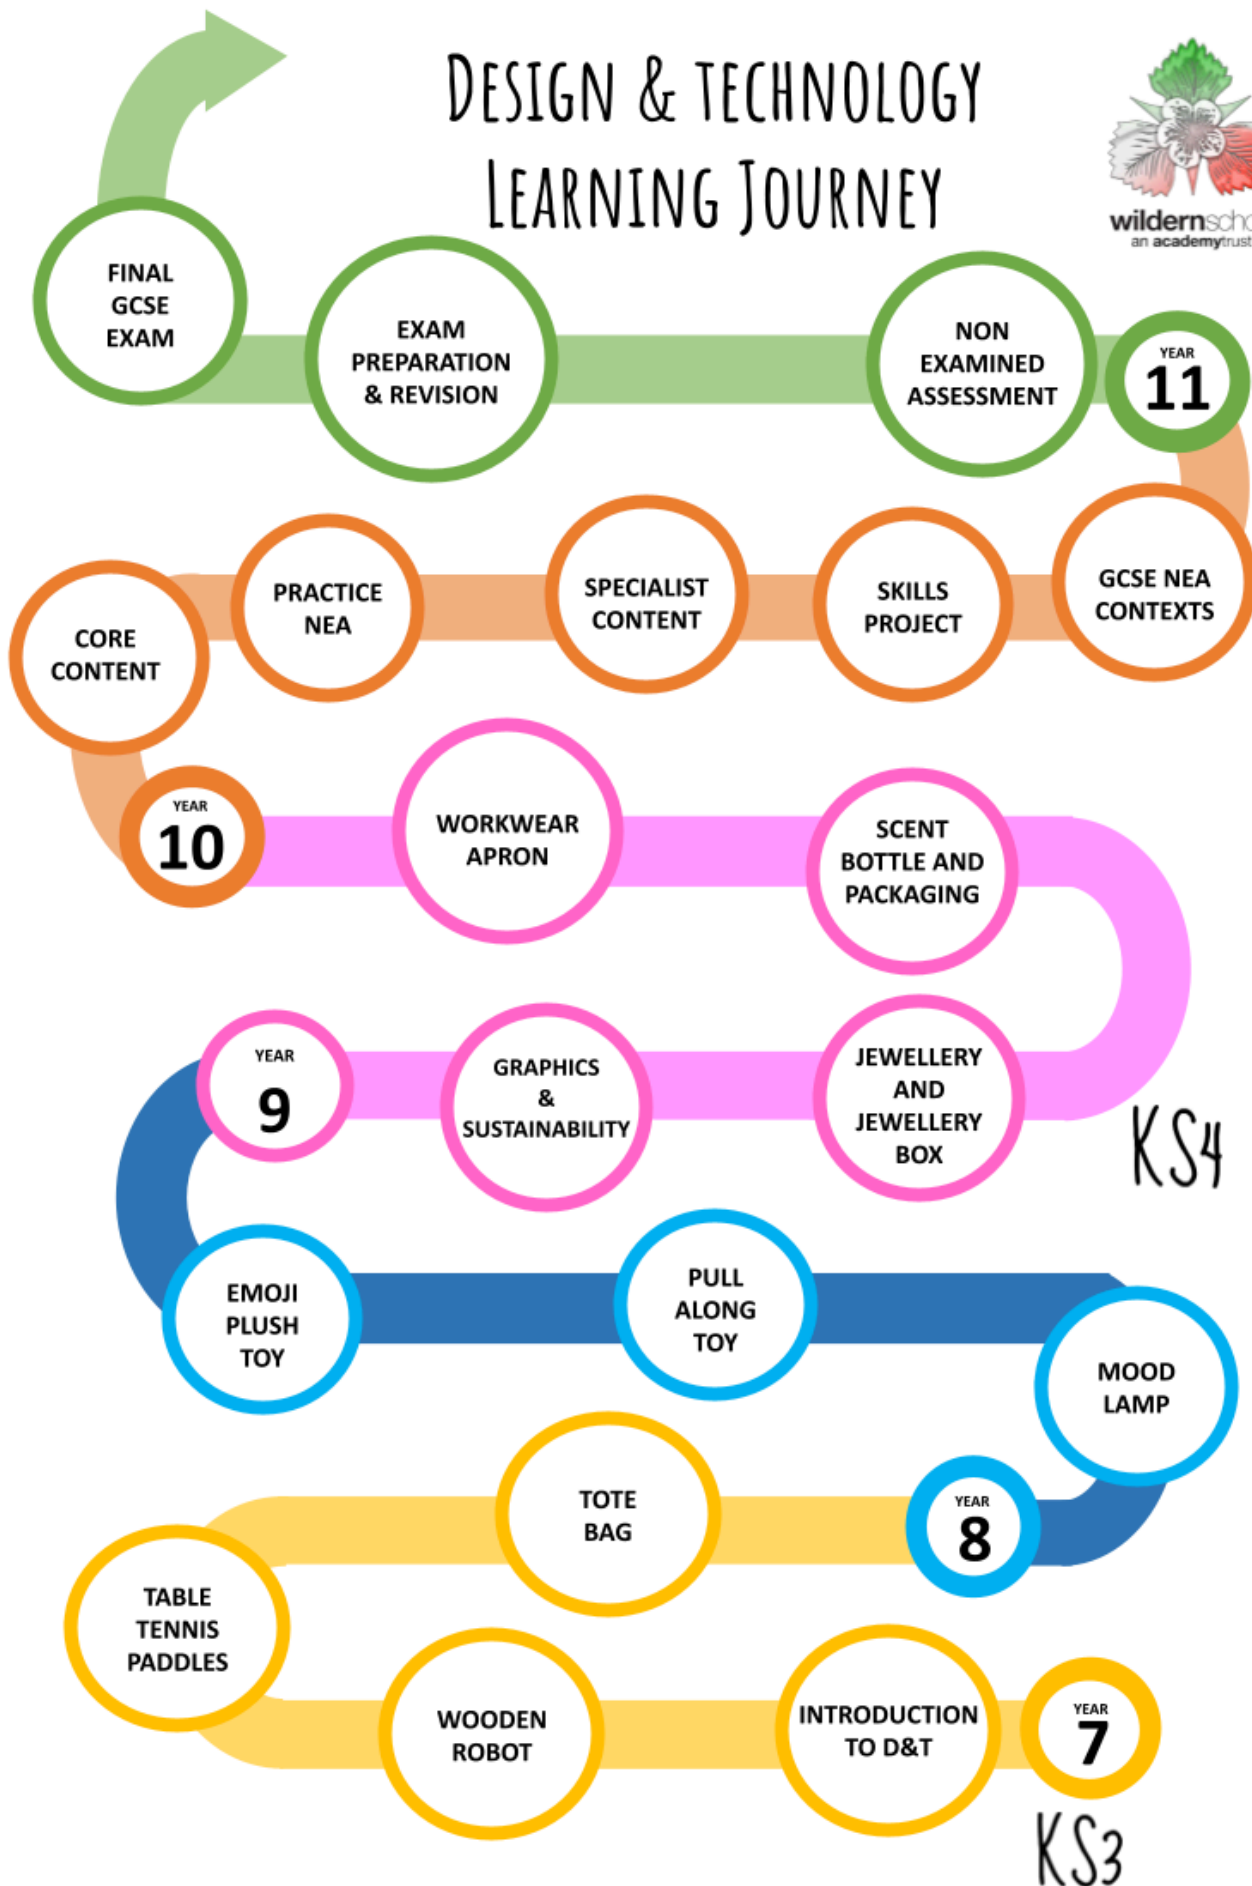 DESIGN & TECHNOLOGY
LEARNING JOURNEY
wildernscho
an academytrust
FINAL
GCSE
EXAM
EXAM
PREPARATION
& REVISION
NON
EXAMINED
ASSESSMENT
YEAR
11
CORE
CONTENT
PRACTICE
NEA
SPECIALIST
CONTENT
SKILLS
PROJECT
GCSE NEA
CONTEXTS
YEAR
10
WORKWEAR
APRON
SCENT
BOTTLE AND
PACKAGING
YEAR
9
GRAPHICS
&
SUSTAINABILITY
JEWELLERY
AND
JEWELLERY
BOX
KS4
EMOJI
PLUSH
TOY
PULL
ALONG
TOY
MOOD
LAMP
TOTE
BAG
YEAR
8
TABLE
TENNIS
PADDLES
WOODEN
ROBOT
INTRODUCTION
TO D&T
YEAR
7
KS3